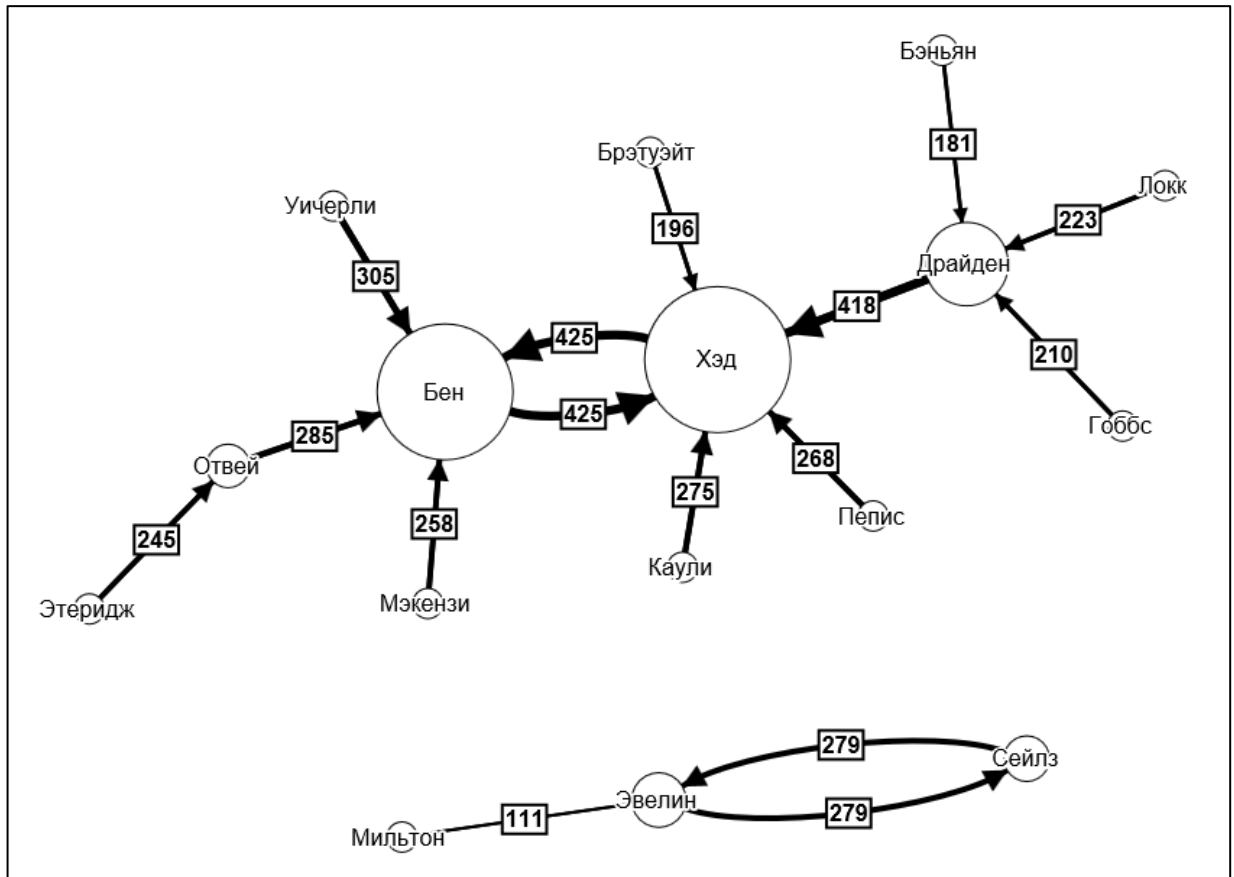 Бэньян
181
Брэтуэйт
Локк
Уичерли
196
223
305
Драйден
418
425
210
Хэд
Бен
425
Гоббс
285
268
Отвей
275
Пепис
258
245
Каули
Этеридж
Мэкензи
279
Сейлз
Эвелин
111
279
Мильтон